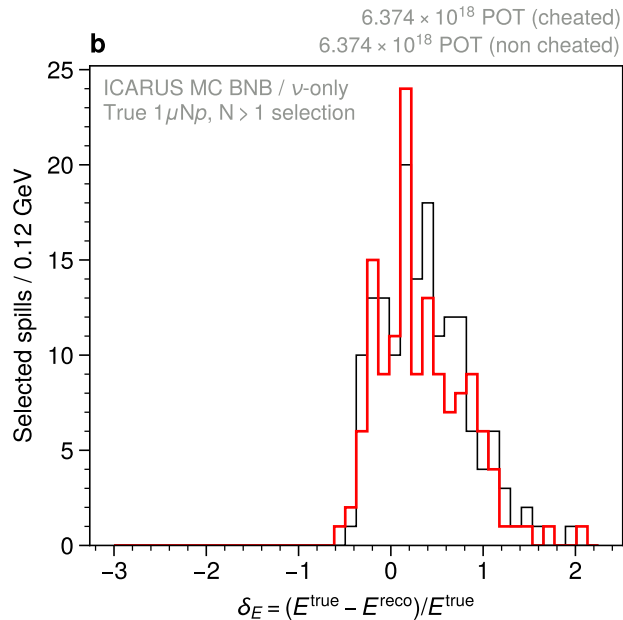 6.374 × 10¹⁸ POT (cheated)
b 6.374 × 10¹⁸ POT (non cheated)
ICARUS MC BNB / ν-only
True 1μNp, N > 1 selection
Selected spills / 0.12 GeV
25
20
15
10
5
0
−3 −2 −1 0 1 2
δ_E = (E^true − E^reco)/E^true